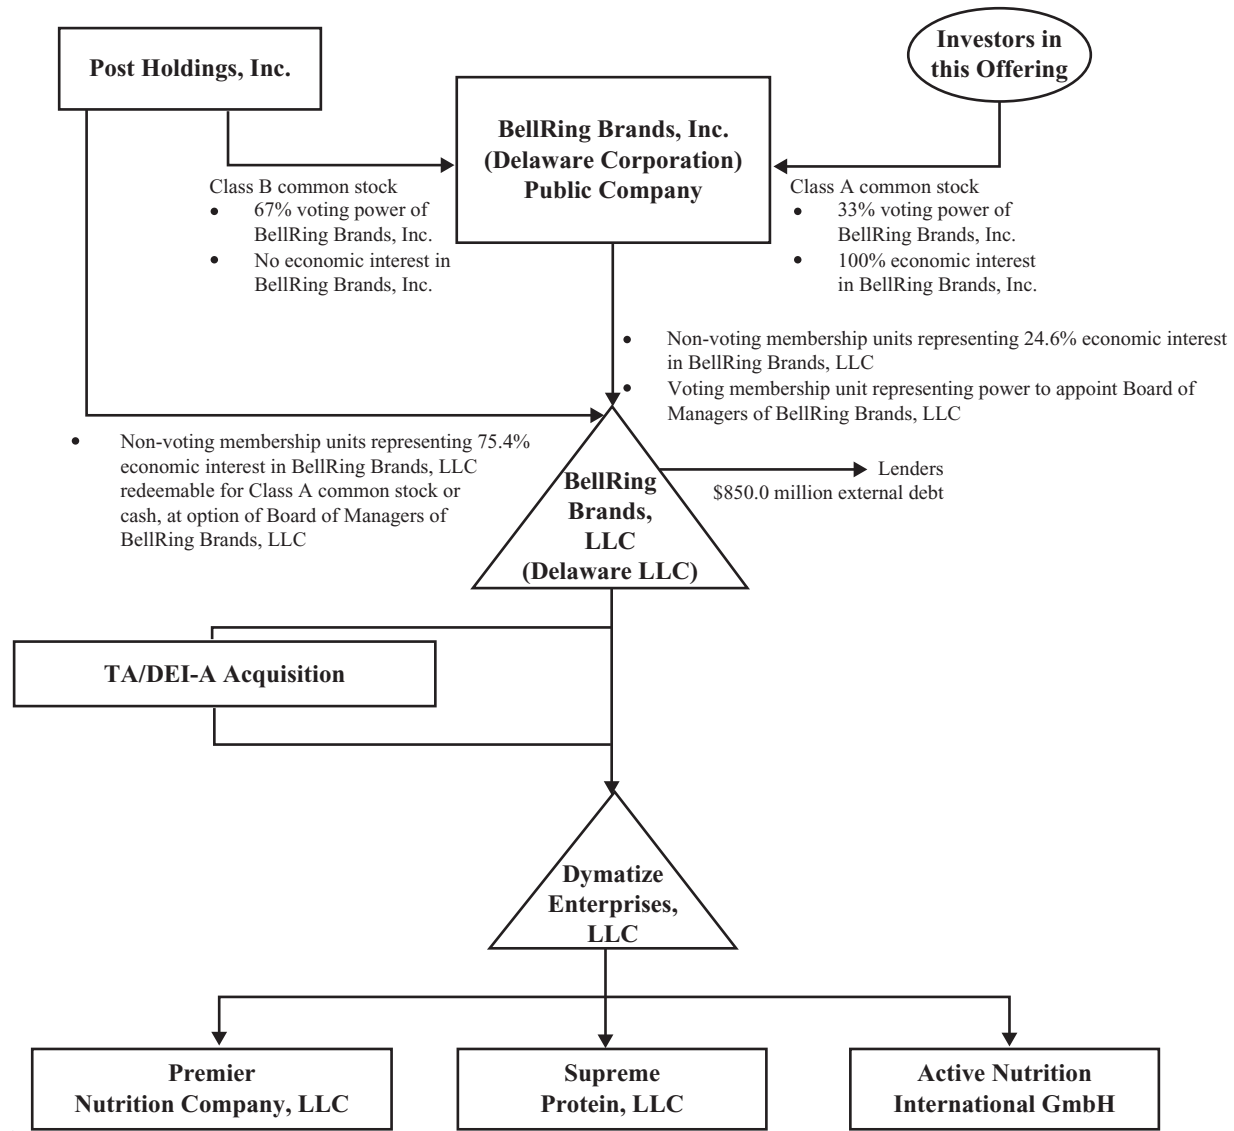 Post Holdings, Inc.
Investors in
this Offering
BellRing Brands, Inc.
(Delaware Corporation)
Public Company
Class B common stock
• 67% voting power of
BellRing Brands, Inc.
• No economic interest in
BellRing Brands, Inc.
Class A common stock
• 33% voting power of
BellRing Brands, Inc.
• 100% economic interest
in BellRing Brands, Inc.
• Non-voting membership units representing 24.6% economic interest
in BellRing Brands, LLC
• Voting membership unit representing power to appoint Board of
Managers of BellRing Brands, LLC
• Non-voting membership units representing 75.4%
economic interest in BellRing Brands, LLC
redeemable for Class A common stock or
cash, at option of Board of Managers of
BellRing Brands, LLC
BellRing
Brands,
LLC
(Delaware LLC)
Lenders
$850.0 million external debt
TA/DEI-A Acquisition
Dymatize
Enterprises,
LLC
Premier
Nutrition Company, LLC
Supreme
Protein, LLC
Active Nutrition
International GmbH